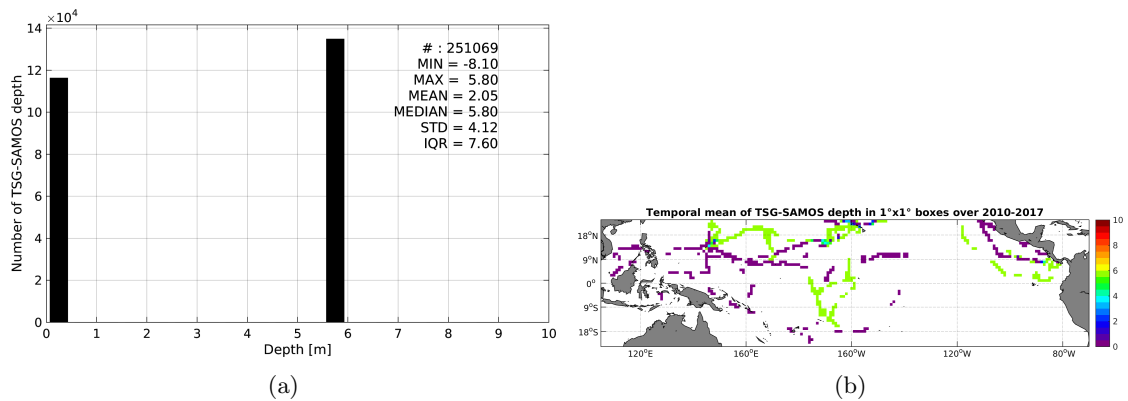 ×10⁴
14
12
10
8
6
4
2
0
Number of TSG-SAMOS depth
# : 251069
MIN = -8.10
MAX = 5.80
MEAN = 2.05
MEDIAN = 5.80
STD = 4.12
IQR = 7.60
0 1 2 3 4 5 6 7 8 9 10
Depth [m]
(a)
Temporal mean of TSG-SAMOS depth in 1°x1° boxes over 2010-2017
18°N
9°N
0°
9°S
18°S
120°E 160°E 160°W 120°W 80°W
10
8
6
4
2
0
(b)